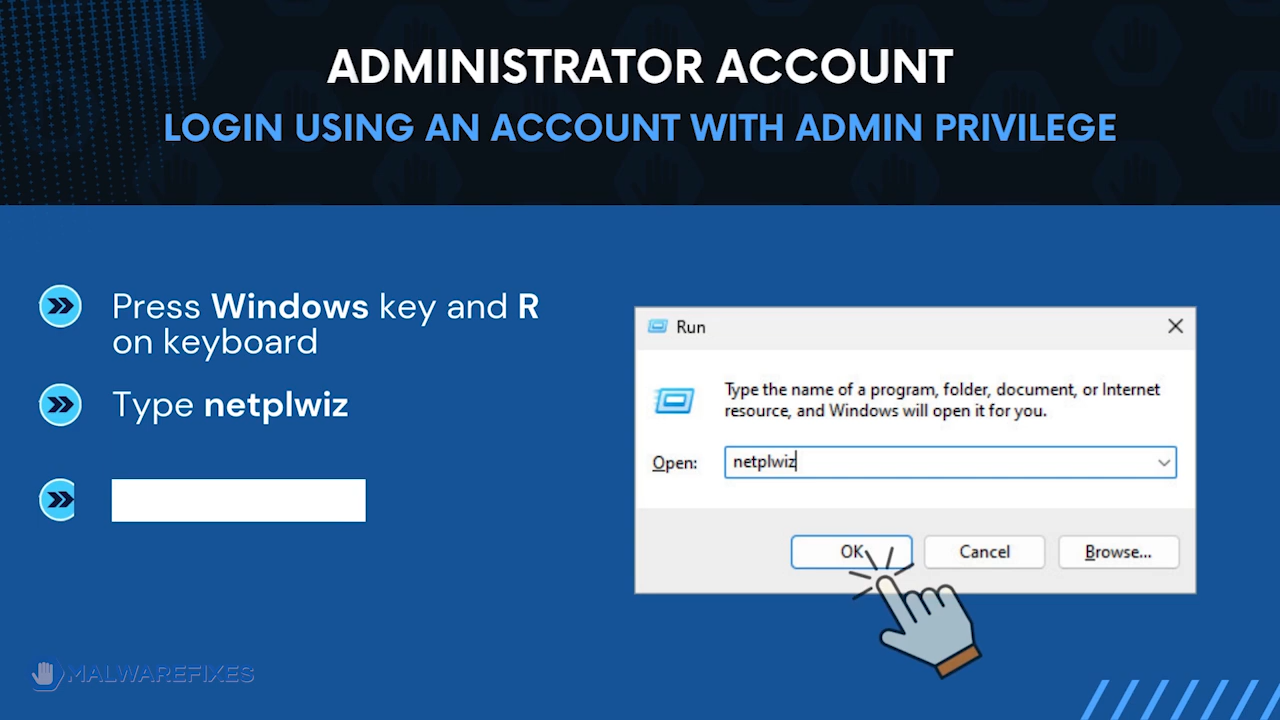 ADMINISTRATOR ACCOUNT
LOGIN USING AN ACCOUNT WITH ADMIN PRIVILEGE
Press Windows key and R
on keyboard
Type netplwiz
Run
Type the name of a program, folder, document, or Internet
resource, and Windows will open it for you.
Open: netplwiz
OK Cancel Browse...
MALWAREFIXES